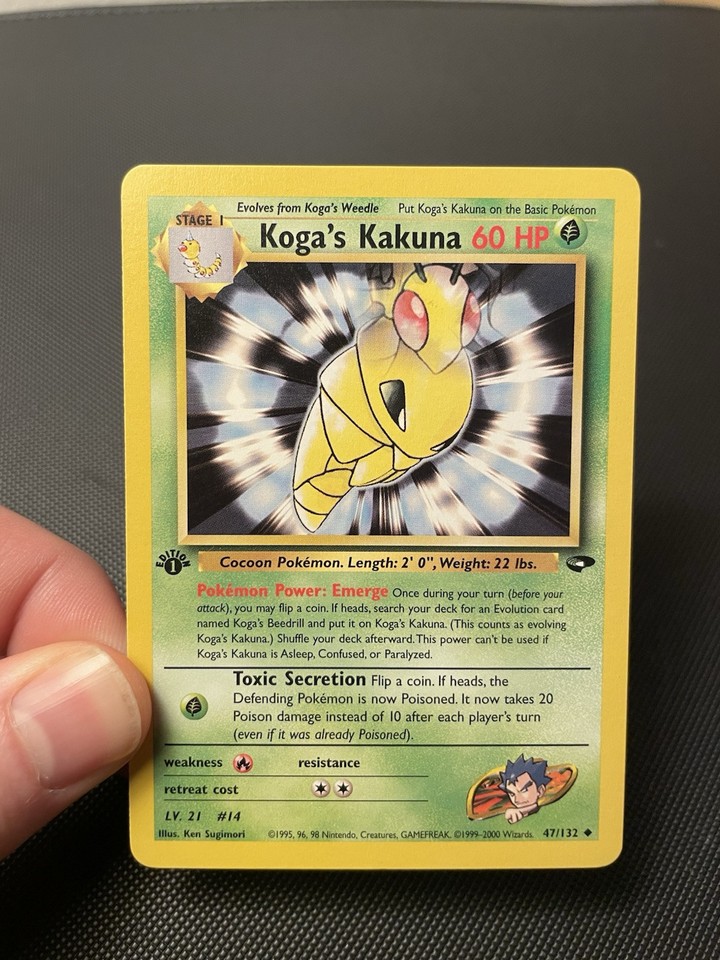 Evolves from Koga's Weedle Put Koga's Kakuna on the Basic Pokémon
STAGE 1
Koga's Kakuna 60 HP
EDITION
1
Cocoon Pokémon. Length: 2' 0", Weight: 22 lbs.
Pokémon Power: Emerge Once during your turn (before your
attack), you may flip a coin. If heads, search your deck for an Evolution card
named Koga's Beedrill and put it on Koga's Kakuna. (This counts as evolving
Koga's Kakuna.) Shuffle your deck afterward. This power can't be used if
Koga's Kakuna is Asleep, Confused, or Paralyzed.
Toxic Secretion Flip a coin. If heads, the
Defending Pokémon is now Poisoned. It now takes 20
Poison damage instead of 10 after each player's turn
(even if it was already Poisoned).
weakness resistance
retreat cost
LV. 21 #14
Illus. Ken Sugimori ©1995, 96, 98 Nintendo, Creatures, GAMEFREAK. ©1999-2000 Wizards. 47/132